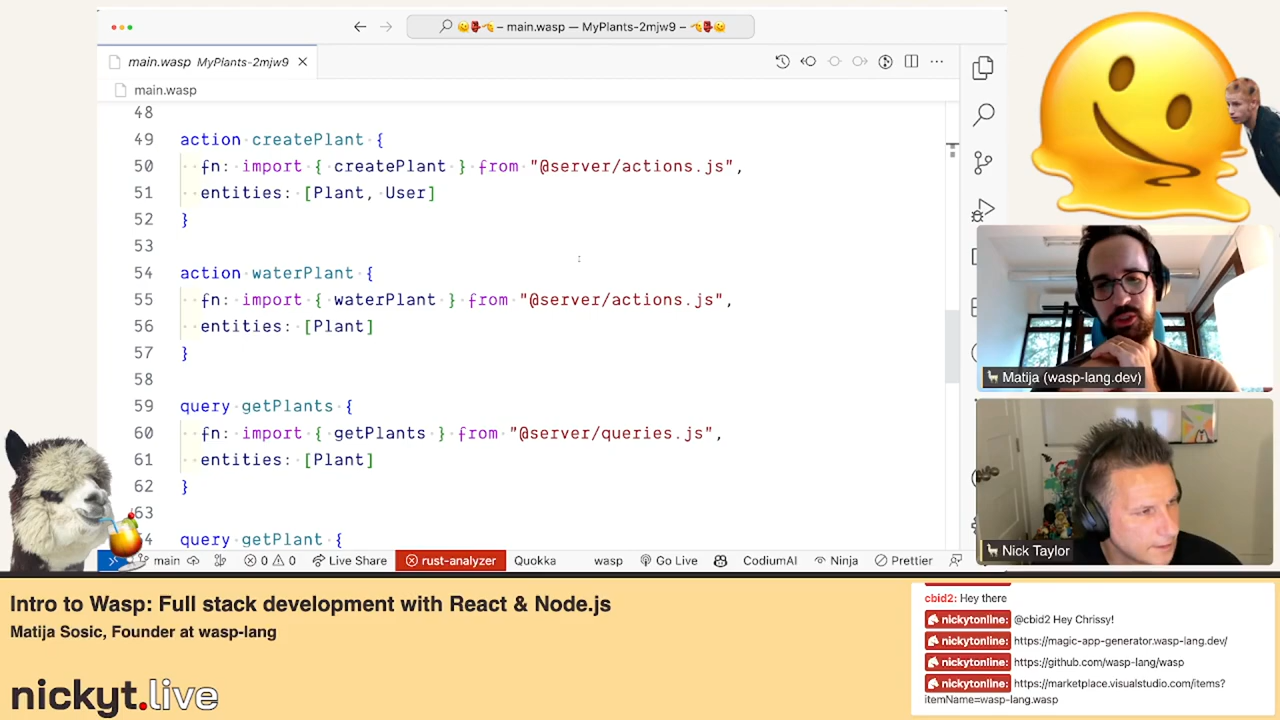 – main.wasp — MyPlants-2mjw9 –
main.wasp MyPlants-2mjw9
main.wasp
48
49 action createPlant {
50 fn: import { createPlant } from "@server/actions.js",
51 entities: [Plant, User]
52 }
53
54 action waterPlant {
55 fn: import { waterPlant } from "@server/actions.js",
56 entities: [Plant]
57 }
58
59 query getPlants {
60 fn: import { getPlants } from "@server/queries.js",
61 entities: [Plant]
62 }
63
query getPlant {
main 0 0 Live Share rust-analyzer Quokka wasp Go Live CodiumAI Ninja Prettier
Matija (wasp-lang.dev)
Nick Taylor
Intro to Wasp: Full stack development with React & Node.js
Matija Sosic, Founder at wasp-lang
nickyt.live
cbid2: Hey there
nickytonline: @cbid2 Hey Chrissy!
nickytonline: https://magic-app-generator.wasp-lang.dev/
nickytonline: https://github.com/wasp-lang/wasp
nickytonline: https://marketplace.visualstudio.com/items?
itemName=wasp-lang.wasp